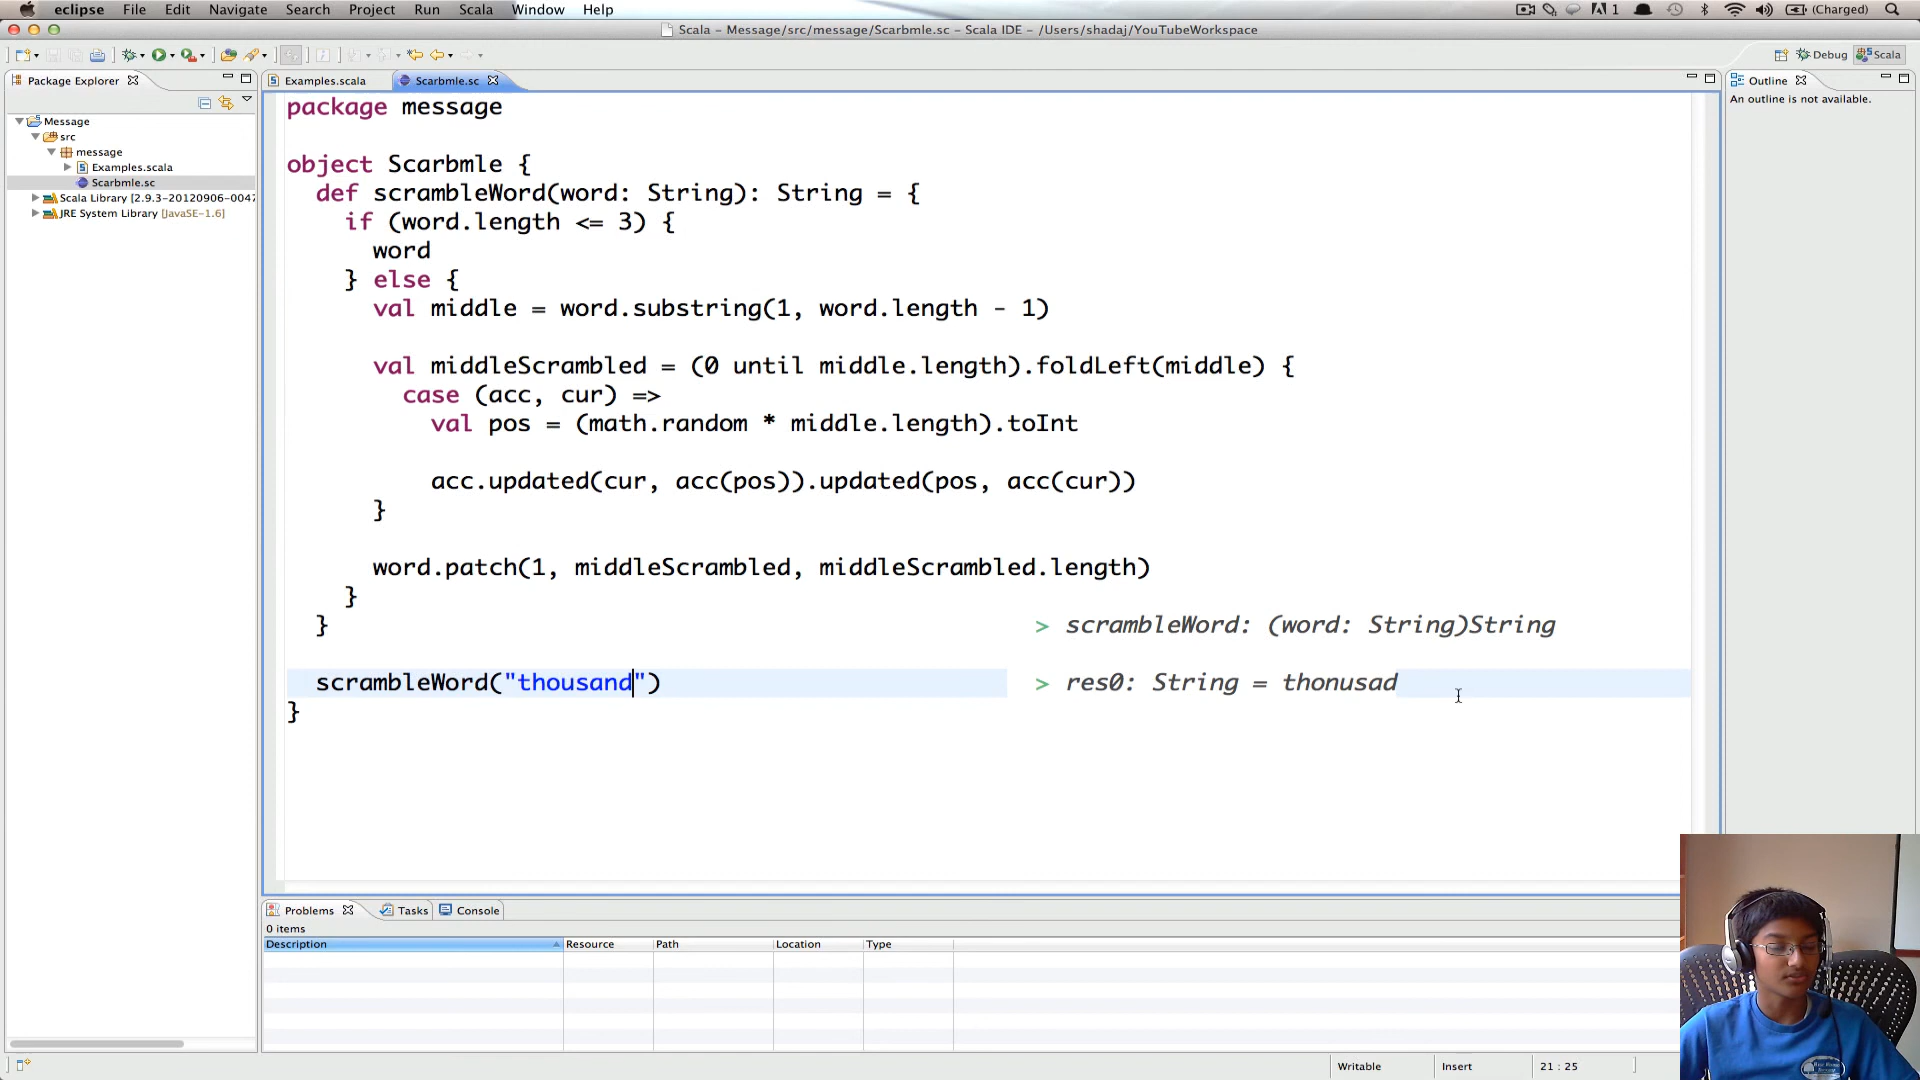 eclipse File Edit Navigate Search Project Run Scala Window Help 1 (Charged)
Scala – Message/src/message/Scarbmle.sc – Scala IDE – /Users/shadaj/YouTubeWorkspace
Debug Scala
Package Explorer
Examples.scala Scarbmle.sc
Outline
An outline is not available.
Message
src
message
Examples.scala
Scarbmle.sc
Scala Library [2.9.3-20120906-0047
JRE System Library [JavaSE-1.6]
package message
object Scarbmle {
def scrambleWord(word: String): String = {
if (word.length <= 3) {
word
} else {
val middle = word.substring(1, word.length - 1)
val middleScrambled = (0 until middle.length).foldLeft(middle) {
case (acc, cur) =>
val pos = (math.random * middle.length).toInt
acc.updated(cur, acc(pos)).updated(pos, acc(cur))
}
word.patch(1, middleScrambled, middleScrambled.length)
}
} > scrambleWord: (word: String)String
scrambleWord("thousand") > res0: String = thonusad
}
Problems Tasks Console
0 items
Description Resource Path Location Type
Writable Insert 21 : 25